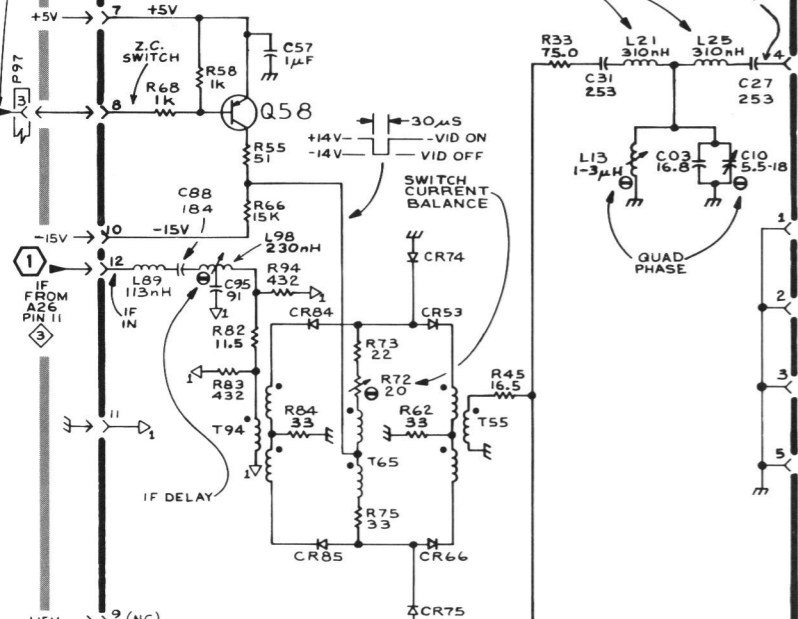 +5V
7
+5V
P97
3
8
Z.C.
SWITCH
R68
1K
R58
1K
C57
1µF
Q58
R55
51
30µS
+14V
-VID ON
-14V
VID OFF
R66
15K
-15V
10
-15V
C88
184
SWITCH
CURRENT
BALANCE
1
IF
FROM
A26
PIN 11
3
12
IF
IN
L89
113nH
L98
230nH
C95
91
1
R94
432
1
R82
11.5
1
R83
432
CR84
CR74
CR53
R73
22
R72
20
R84
33
R62
33
T94
1
T65
T55
R45
16.5
11
1
IF DELAY
R75
33
CR85
CR66
CR75
9 (NC)
R33
75.0
C31
253
L21
310nH
L25
310nH
C27
253
4
L13
1-3µH
C03
16.8
C10
5.5-18
QUAD
PHASE
1
2
3
5